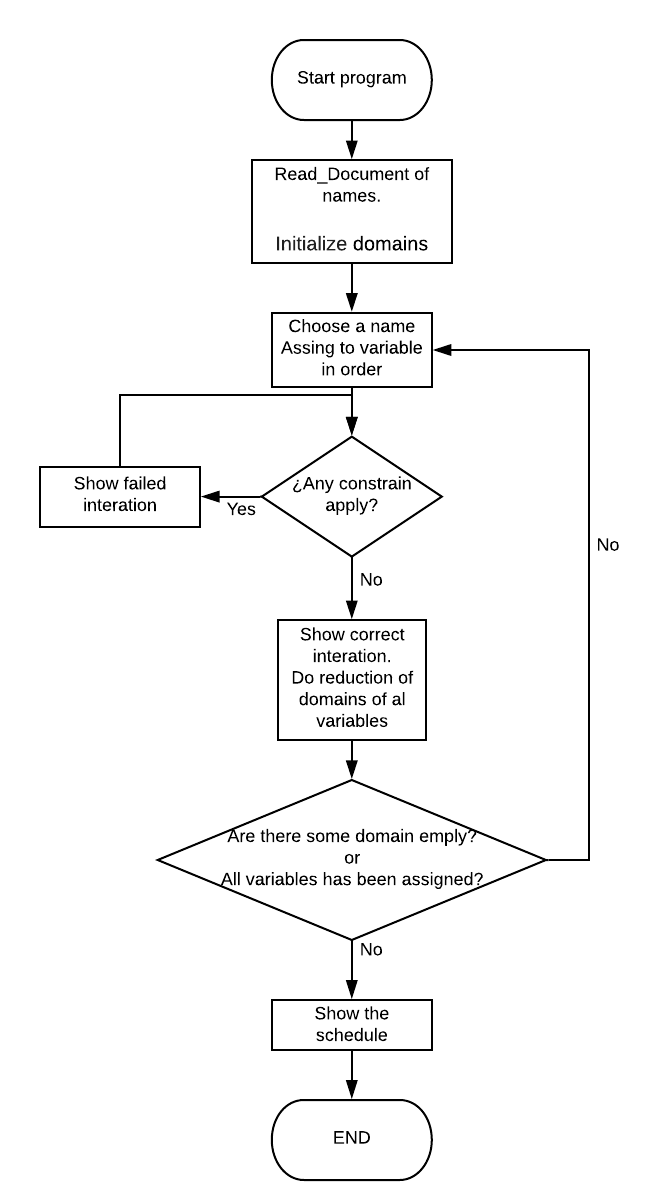 Start program
Read_Document of
names.
Initialize domains
Choose a name
Assing to variable
in order
¿Any constrain
apply?
Show failed
interation
Yes
No
No
Show correct
interation.
Do reduction of
domains of al
variables
Are there some domain emply?
or
All variables has been assigned?
No
Show the
schedule
END